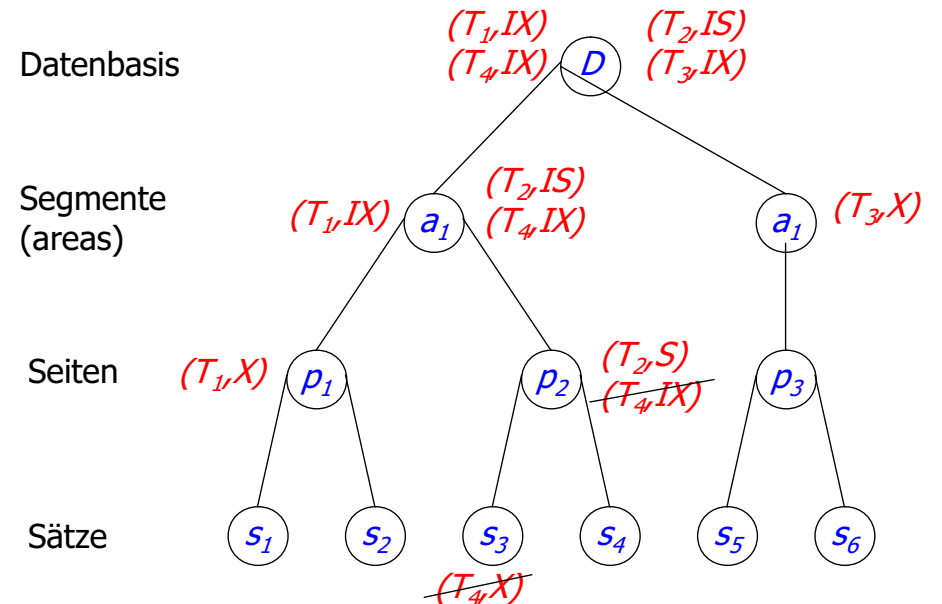 (T₁,IX) (T₂,IS)
Datenbasis (T₄,IX) D (T₃,IX)
Segmente (T₂,IS)
(areas) (T₁,IX) a₁ (T₄,IX) a₁ (T₃,X)
(T₂,S)
Seiten (T₁,X) p₁ p₂ (T₄,IX) p₃
Sätze s₁ s₂ s₃ s₄ s₅ s₆
(T₄,X)